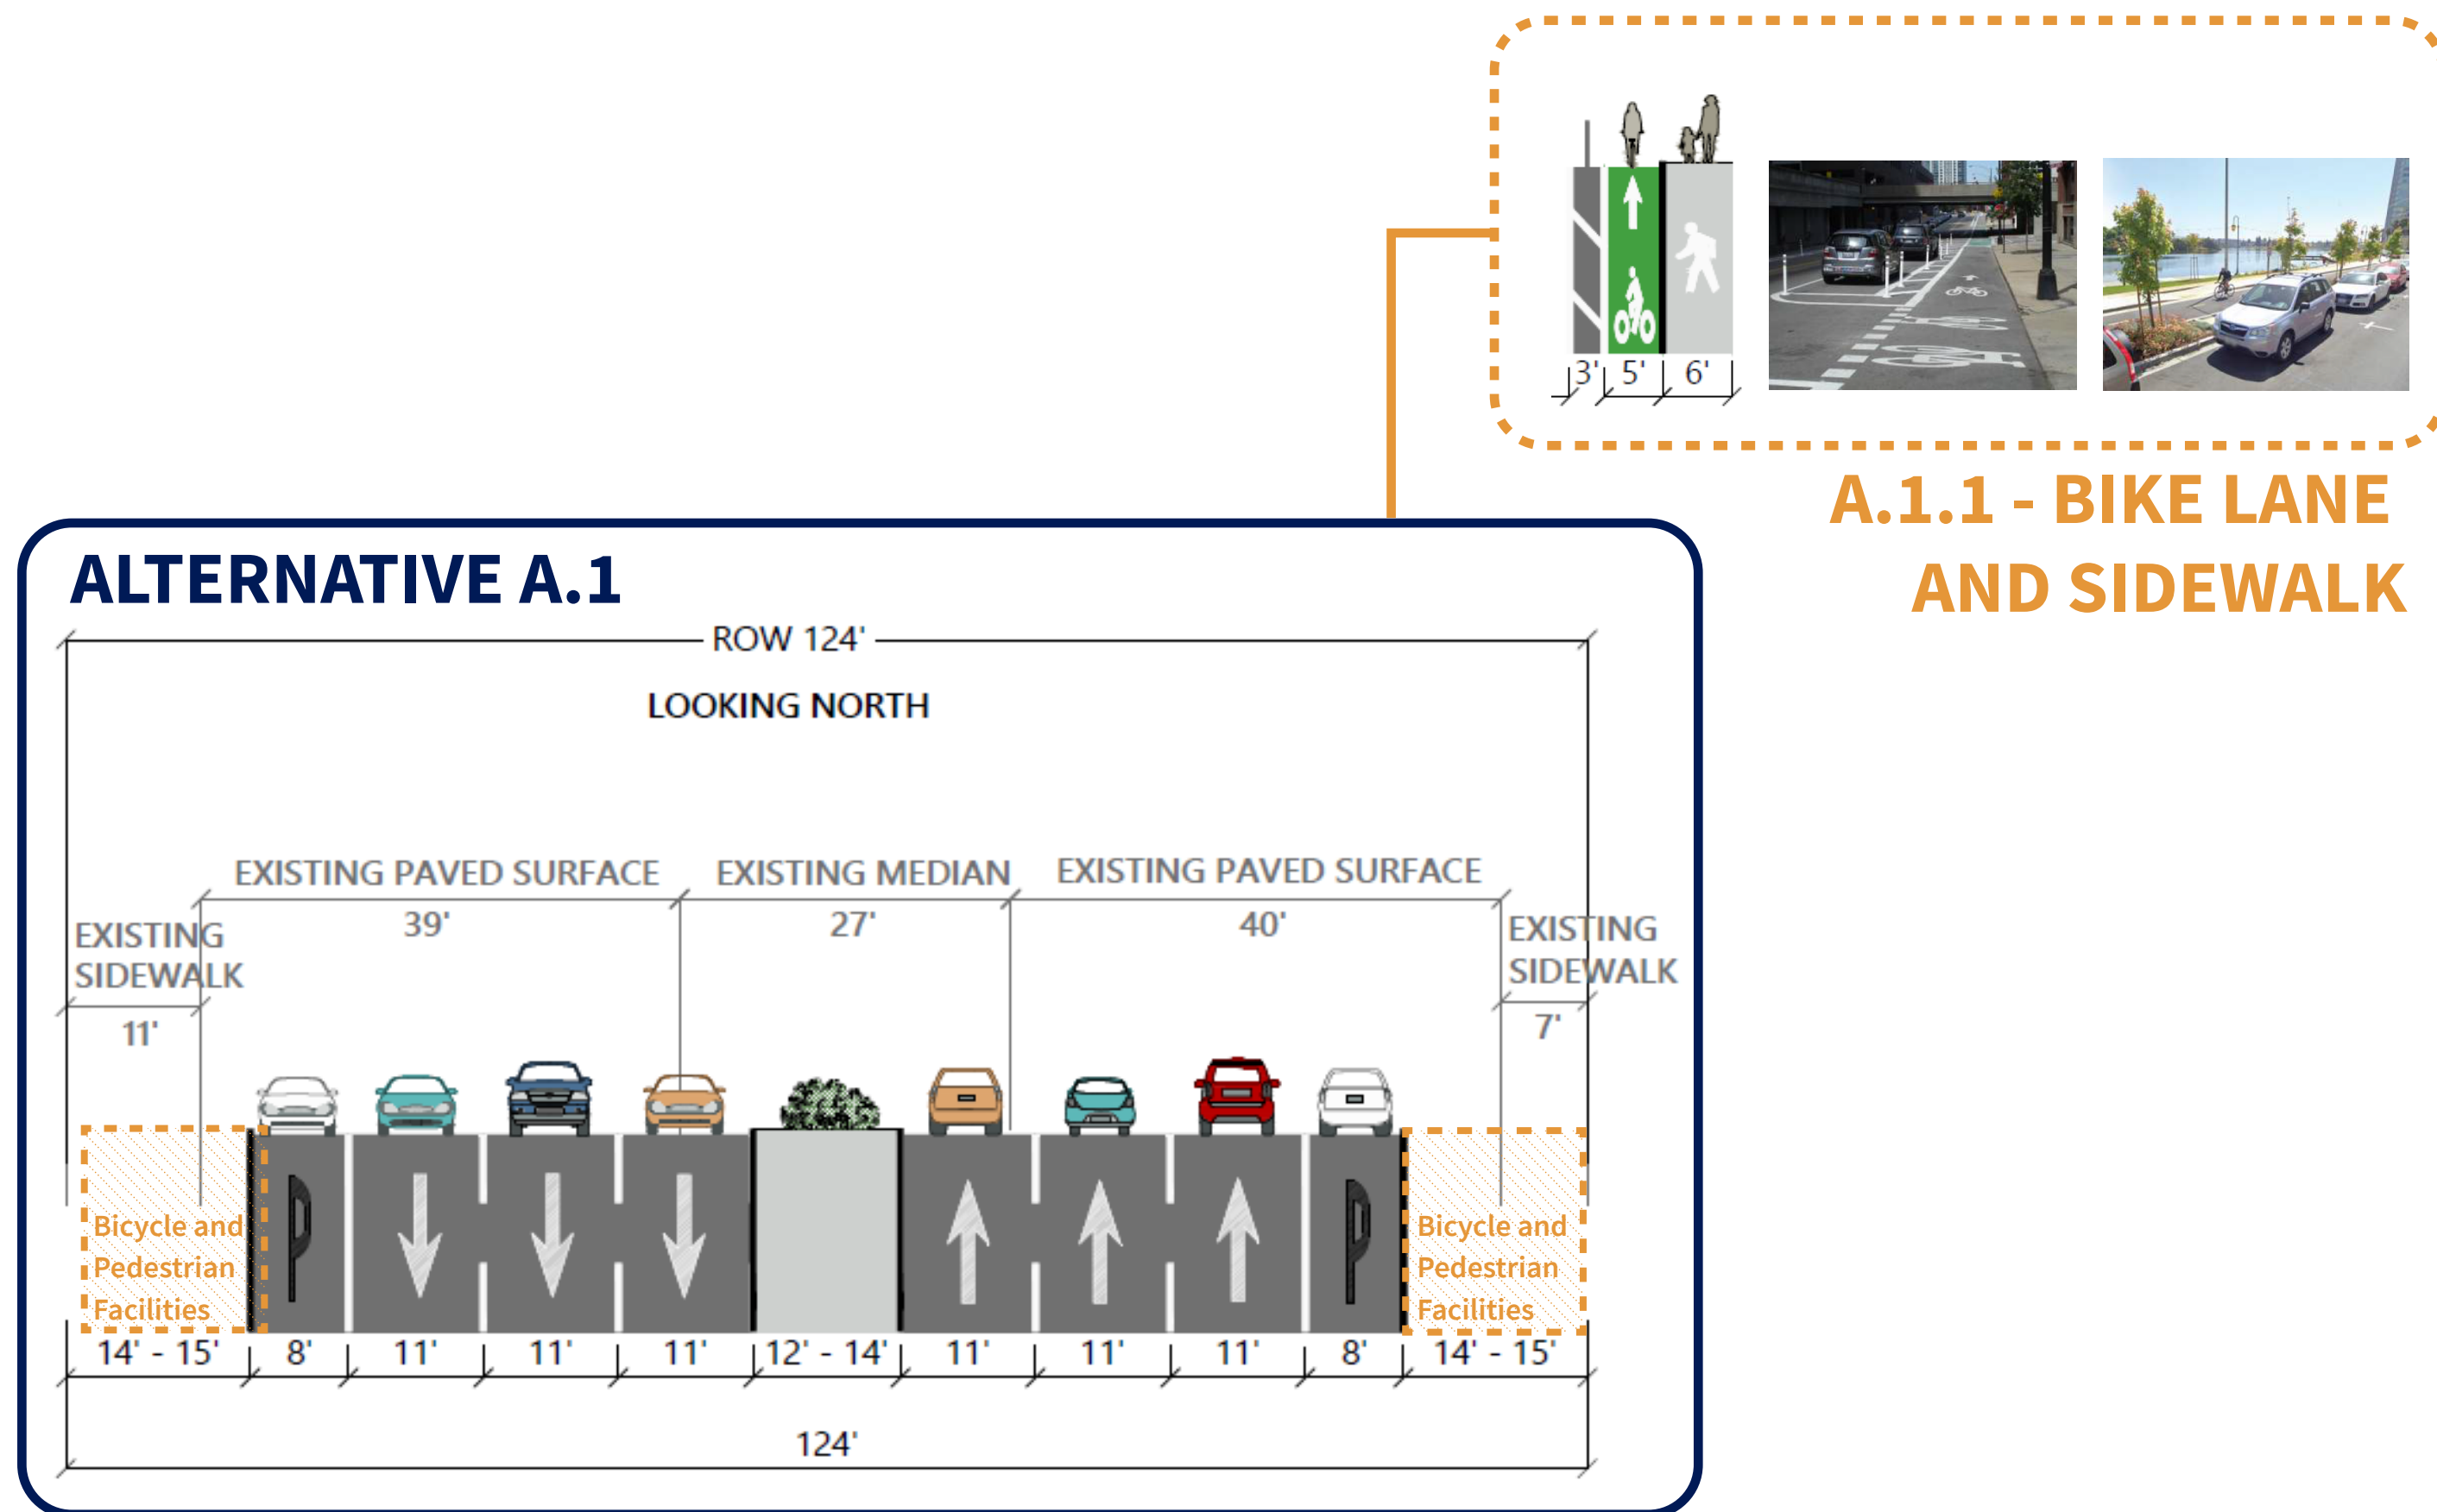 3' 5' 6'
A.1.1 - BIKE LANE
AND SIDEWALK
ALTERNATIVE A.1
ROW 124'
LOOKING NORTH
EXISTING PAVED SURFACE EXISTING MEDIAN EXISTING PAVED SURFACE
39' 27' 40'
EXISTING
SIDEWALK
11'
EXISTING
SIDEWALK
7'
Bicycle and
Pedestrian
Facilities
P
P
Bicycle and
Pedestrian
Facilities
14' - 15' 8' 11' 11' 11' 12' - 14' 11' 11' 11' 8' 14' - 15'
124'